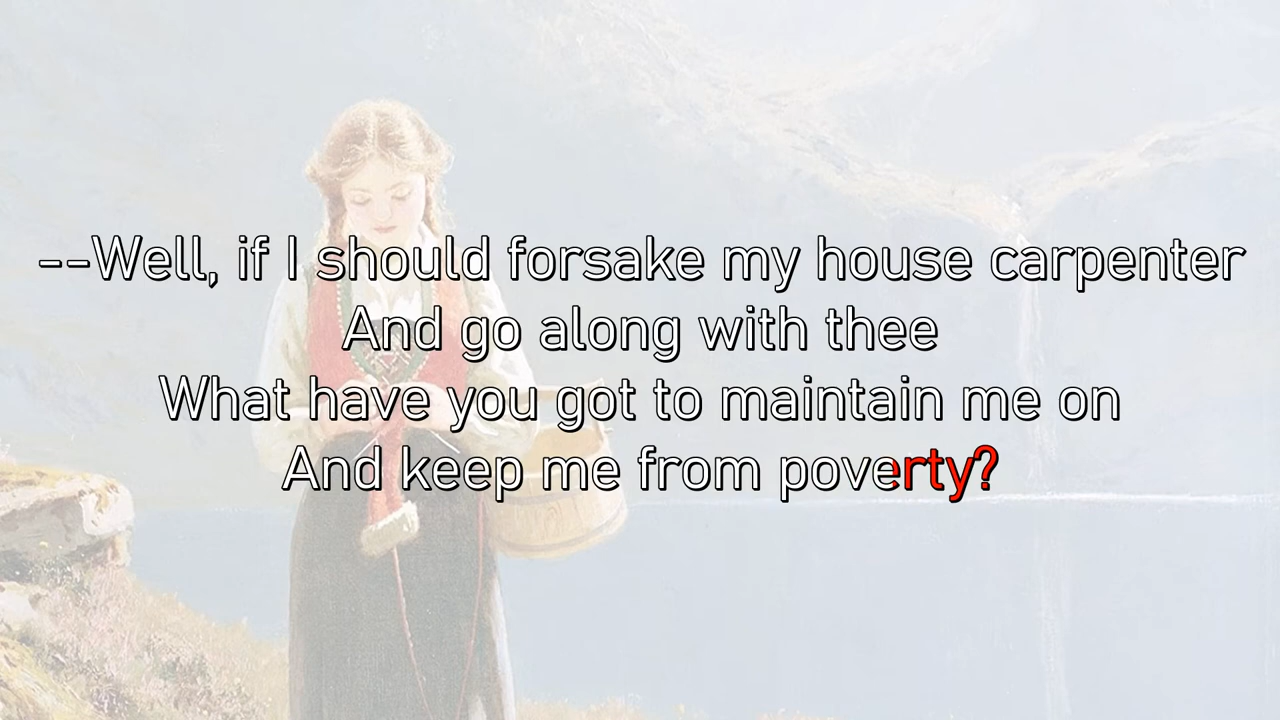 --Well, if I should forsake my house carpenter
And go along with thee
What have you got to maintain me on
And keep me from poverty?